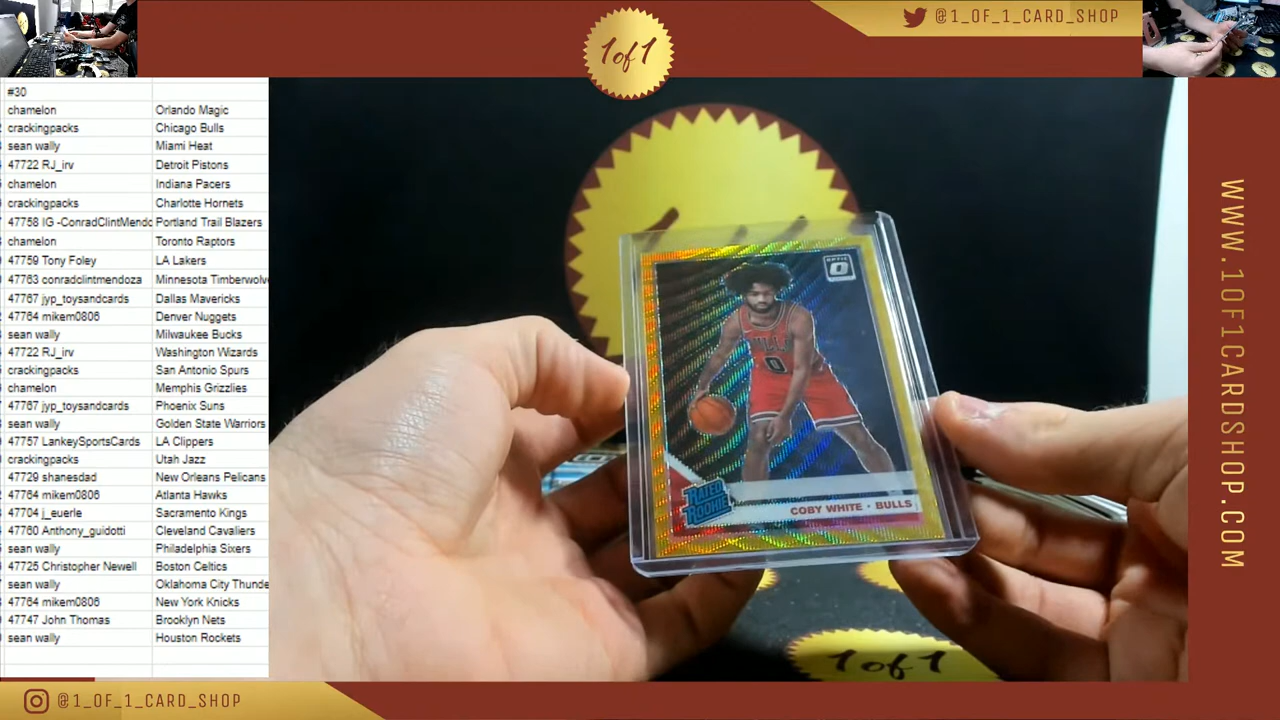 1of1
@1_OF_1_CARD_SHOP
#30
chamelon Orlando Magic
crackingpacks Chicago Bulls
sean wally Miami Heat
47722 RJ_irv Detroit Pistons
chamelon Indiana Pacers
crackingpacks Charlotte Hornets
47758 IG -ConradClintMendo Portland Trail Blazers
chamelon Toronto Raptors
47759 Tony Foley LA Lakers
47763 conradclintmendoza Minnesota Timberwolv
47767 jyp_toysandcards Dallas Mavericks
47764 mikem0806 Denver Nuggets
sean wally Milwaukee Bucks
47722 RJ_irv Washington Wizards
crackingpacks San Antonio Spurs
chamelon Memphis Grizzlies
47767 jyp_toysandcards Phoenix Suns
sean wally Golden State Warriors
47757 LankeySportsCards LA Clippers
crackingpacks Utah Jazz
47729 shanesdad New Orleans Pelicans
47764 mikem0806 Atlanta Hawks
47704 j_euerle Sacramento Kings
47760 Anthony_guidotti Cleveland Cavaliers
sean wally Philadelphia Sixers
47725 Christopher Newell Boston Celtics
sean wally Oklahoma City Thunde
47764 mikem0806 New York Knicks
47747 John Thomas Brooklyn Nets
sean wally Houston Rockets
OPTIC
BULLS
0
RATED
ROOKIE
COBY WHITE · BULLS
1of1
WWW.1OF1CARDSHOP.COM
@1_OF_1_CARD_SHOP